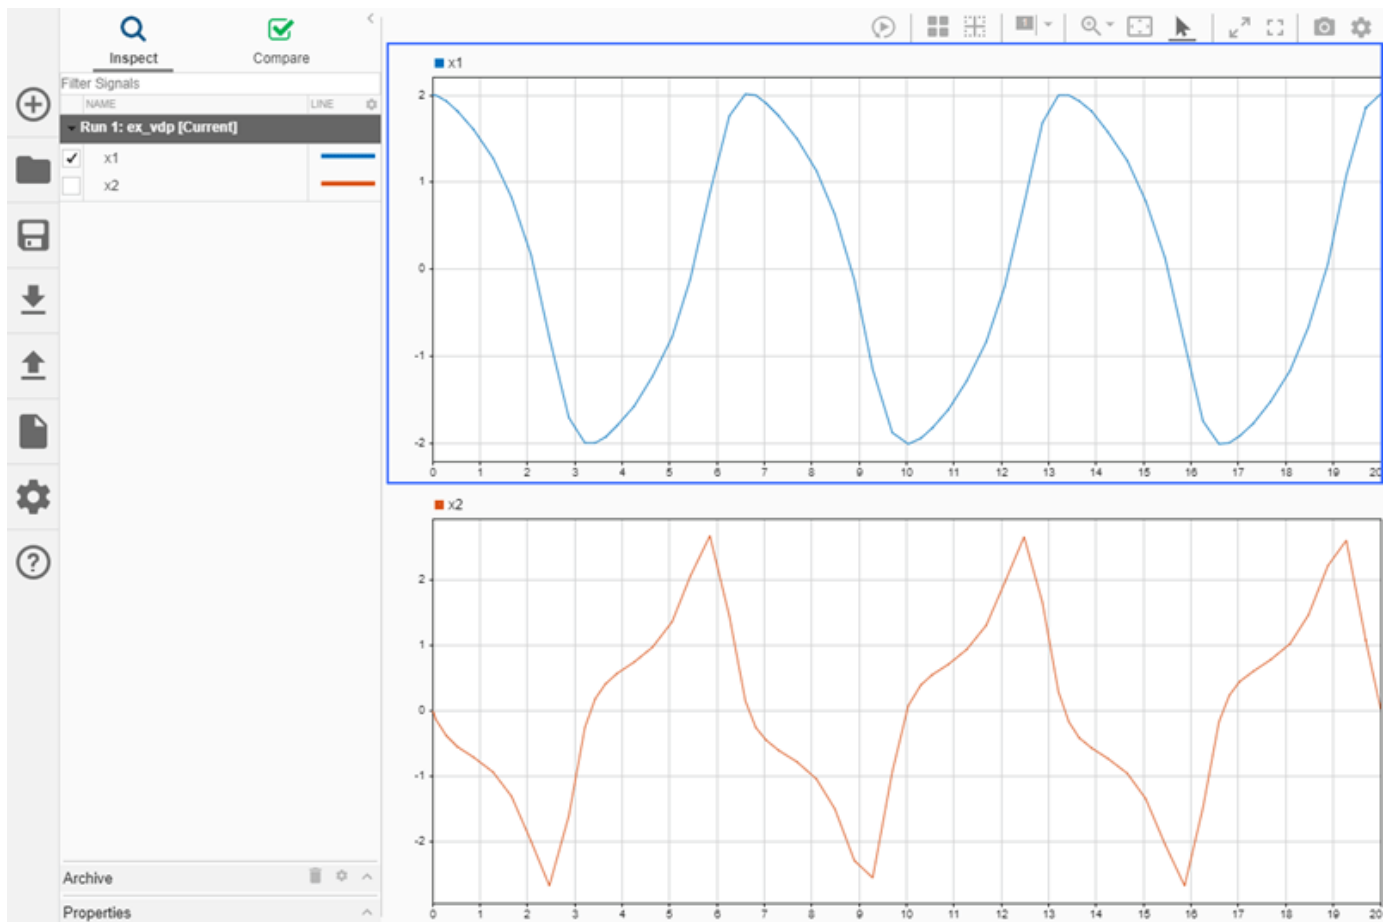 Inspect
Compare
Filter Signals
NAME LINE
Run 1: ex_vdp [Current]
x1
x2
Archive
Properties
1
x1
2
1
0
-1
-2
0 1 2 3 4 5 6 7 8 9 10 11 12 13 14 15 16 17 18 19 20
x2
2
1
0
-1
-2
0 1 2 3 4 5 6 7 8 9 10 11 12 13 14 15 16 17 18 19 20